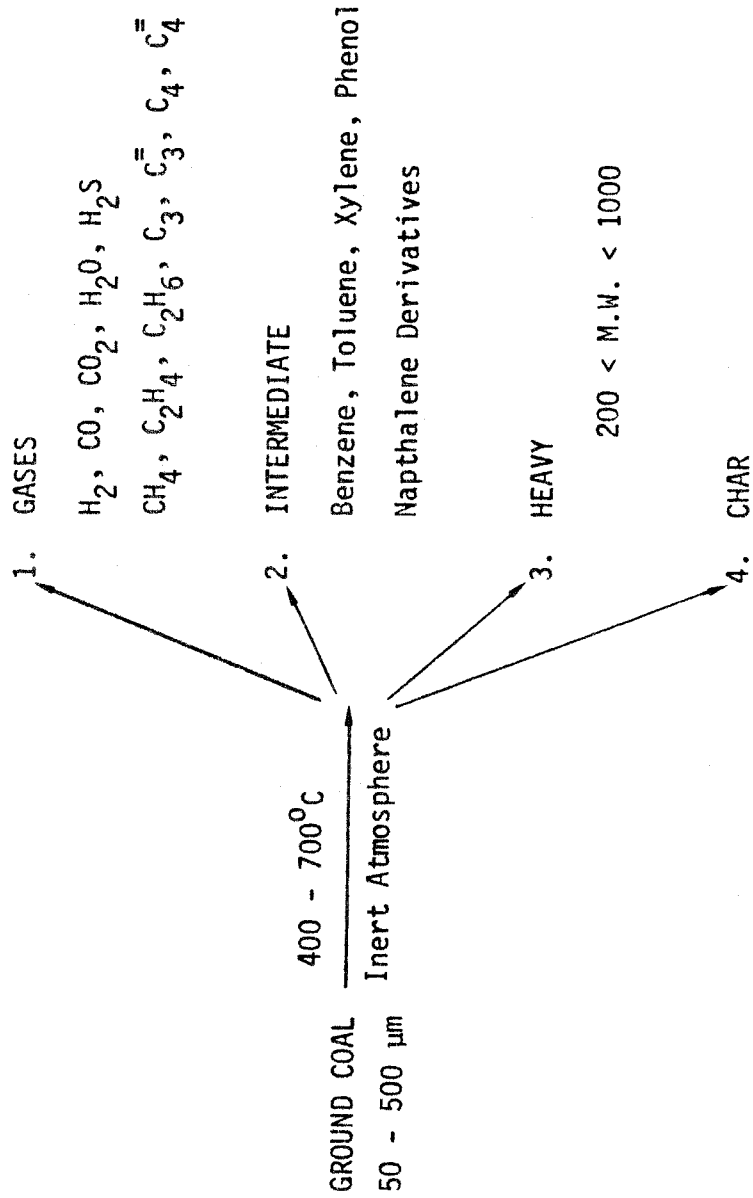 GROUND COAL
50 - 500 µm
400 - 700°C
Inert Atmosphere
1. GASES
H₂, CO, CO₂, H₂O, H₂S
CH₄, C₂H₄, C₂H₆, C₃, C₃⁼, C₄, C₄⁼
2. INTERMEDIATE
Benzene, Toluene, Xylene, Phenol
Napthalene Derivatives
3. HEAVY
200 < M.W. < 1000
4. CHAR